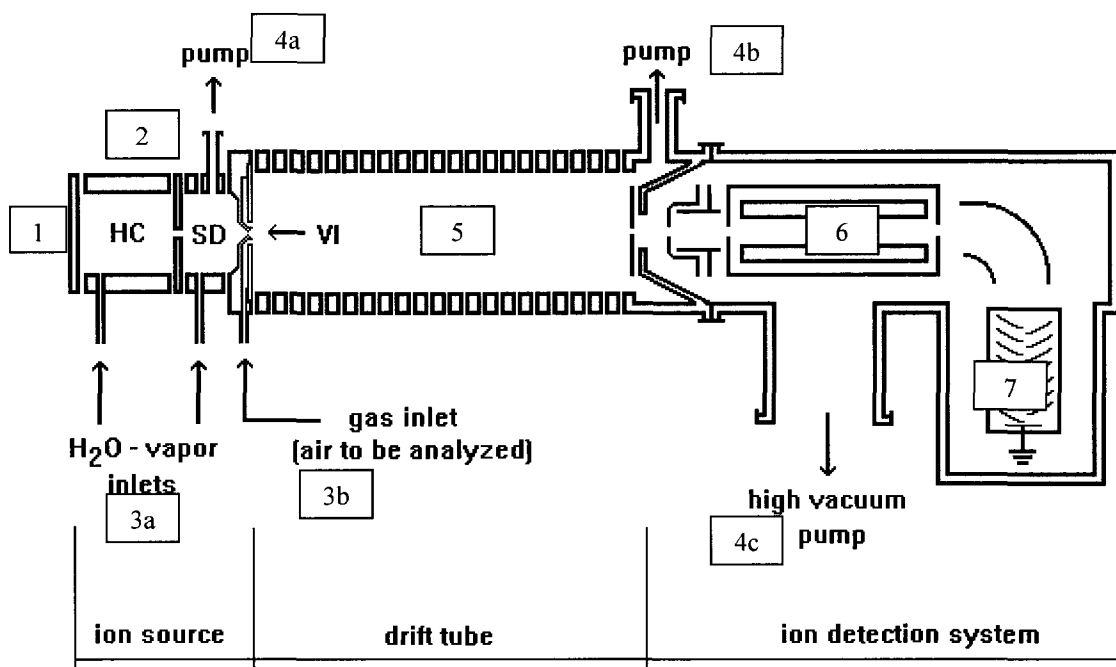 4a
pump
4b
pump
2
1
HC
SD
VI
5
6
7
gas inlet
(air to be analyzed)
H2O - vapor
inlets
3a
3b
high vacuum
pump
4c
ion source
drift tube
ion detection system